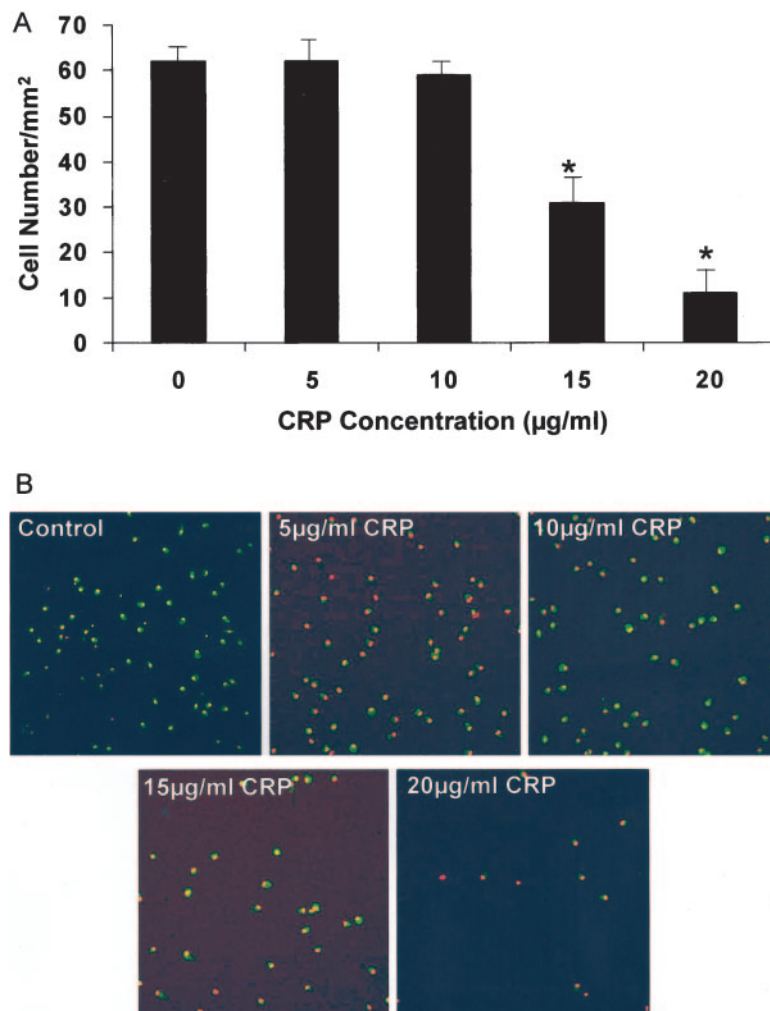 A
70
60
50
40
30
20
10
0
Cell Number/mm²
*
*
0 5 10 15 20
CRP Concentration (µg/ml)
B
Control
5µg/ml CRP
10µg/ml CRP
15µg/ml CRP
20µg/ml CRP